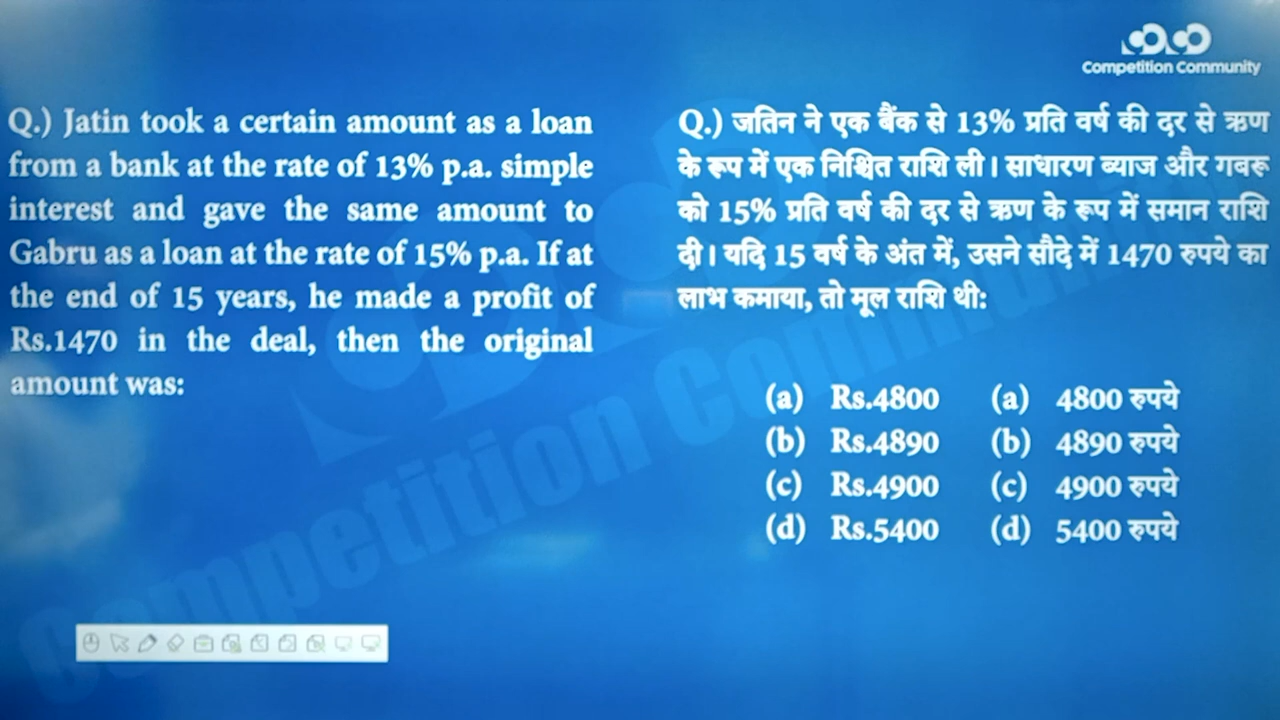 Competition Community
Q.) Jatin took a certain amount as a loan
from a bank at the rate of 13% p.a. simple
interest and gave the same amount to
Gabru as a loan at the rate of 15% p.a. If at
the end of 15 years, he made a profit of
Rs.1470 in the deal, then the original
amount was:
Q.) जतिन ने एक बैंक से 13% प्रति वर्ष की दर से ऋण
के रूप में एक निश्चित राशि ली। साधारण ब्याज और गबरू
को 15% प्रति वर्ष की दर से ऋण के रूप में समान राशि
दी। यदि 15 वर्ष के अंत में, उसने सौदे में 1470 रुपये का
लाभ कमाया, तो मूल राशि थी:
(a) Rs.4800 (a) 4800 रुपये
(b) Rs.4890 (b) 4890 रुपये
(c) Rs.4900 (c) 4900 रुपये
(d) Rs.5400 (d) 5400 रुपये
Competition Community